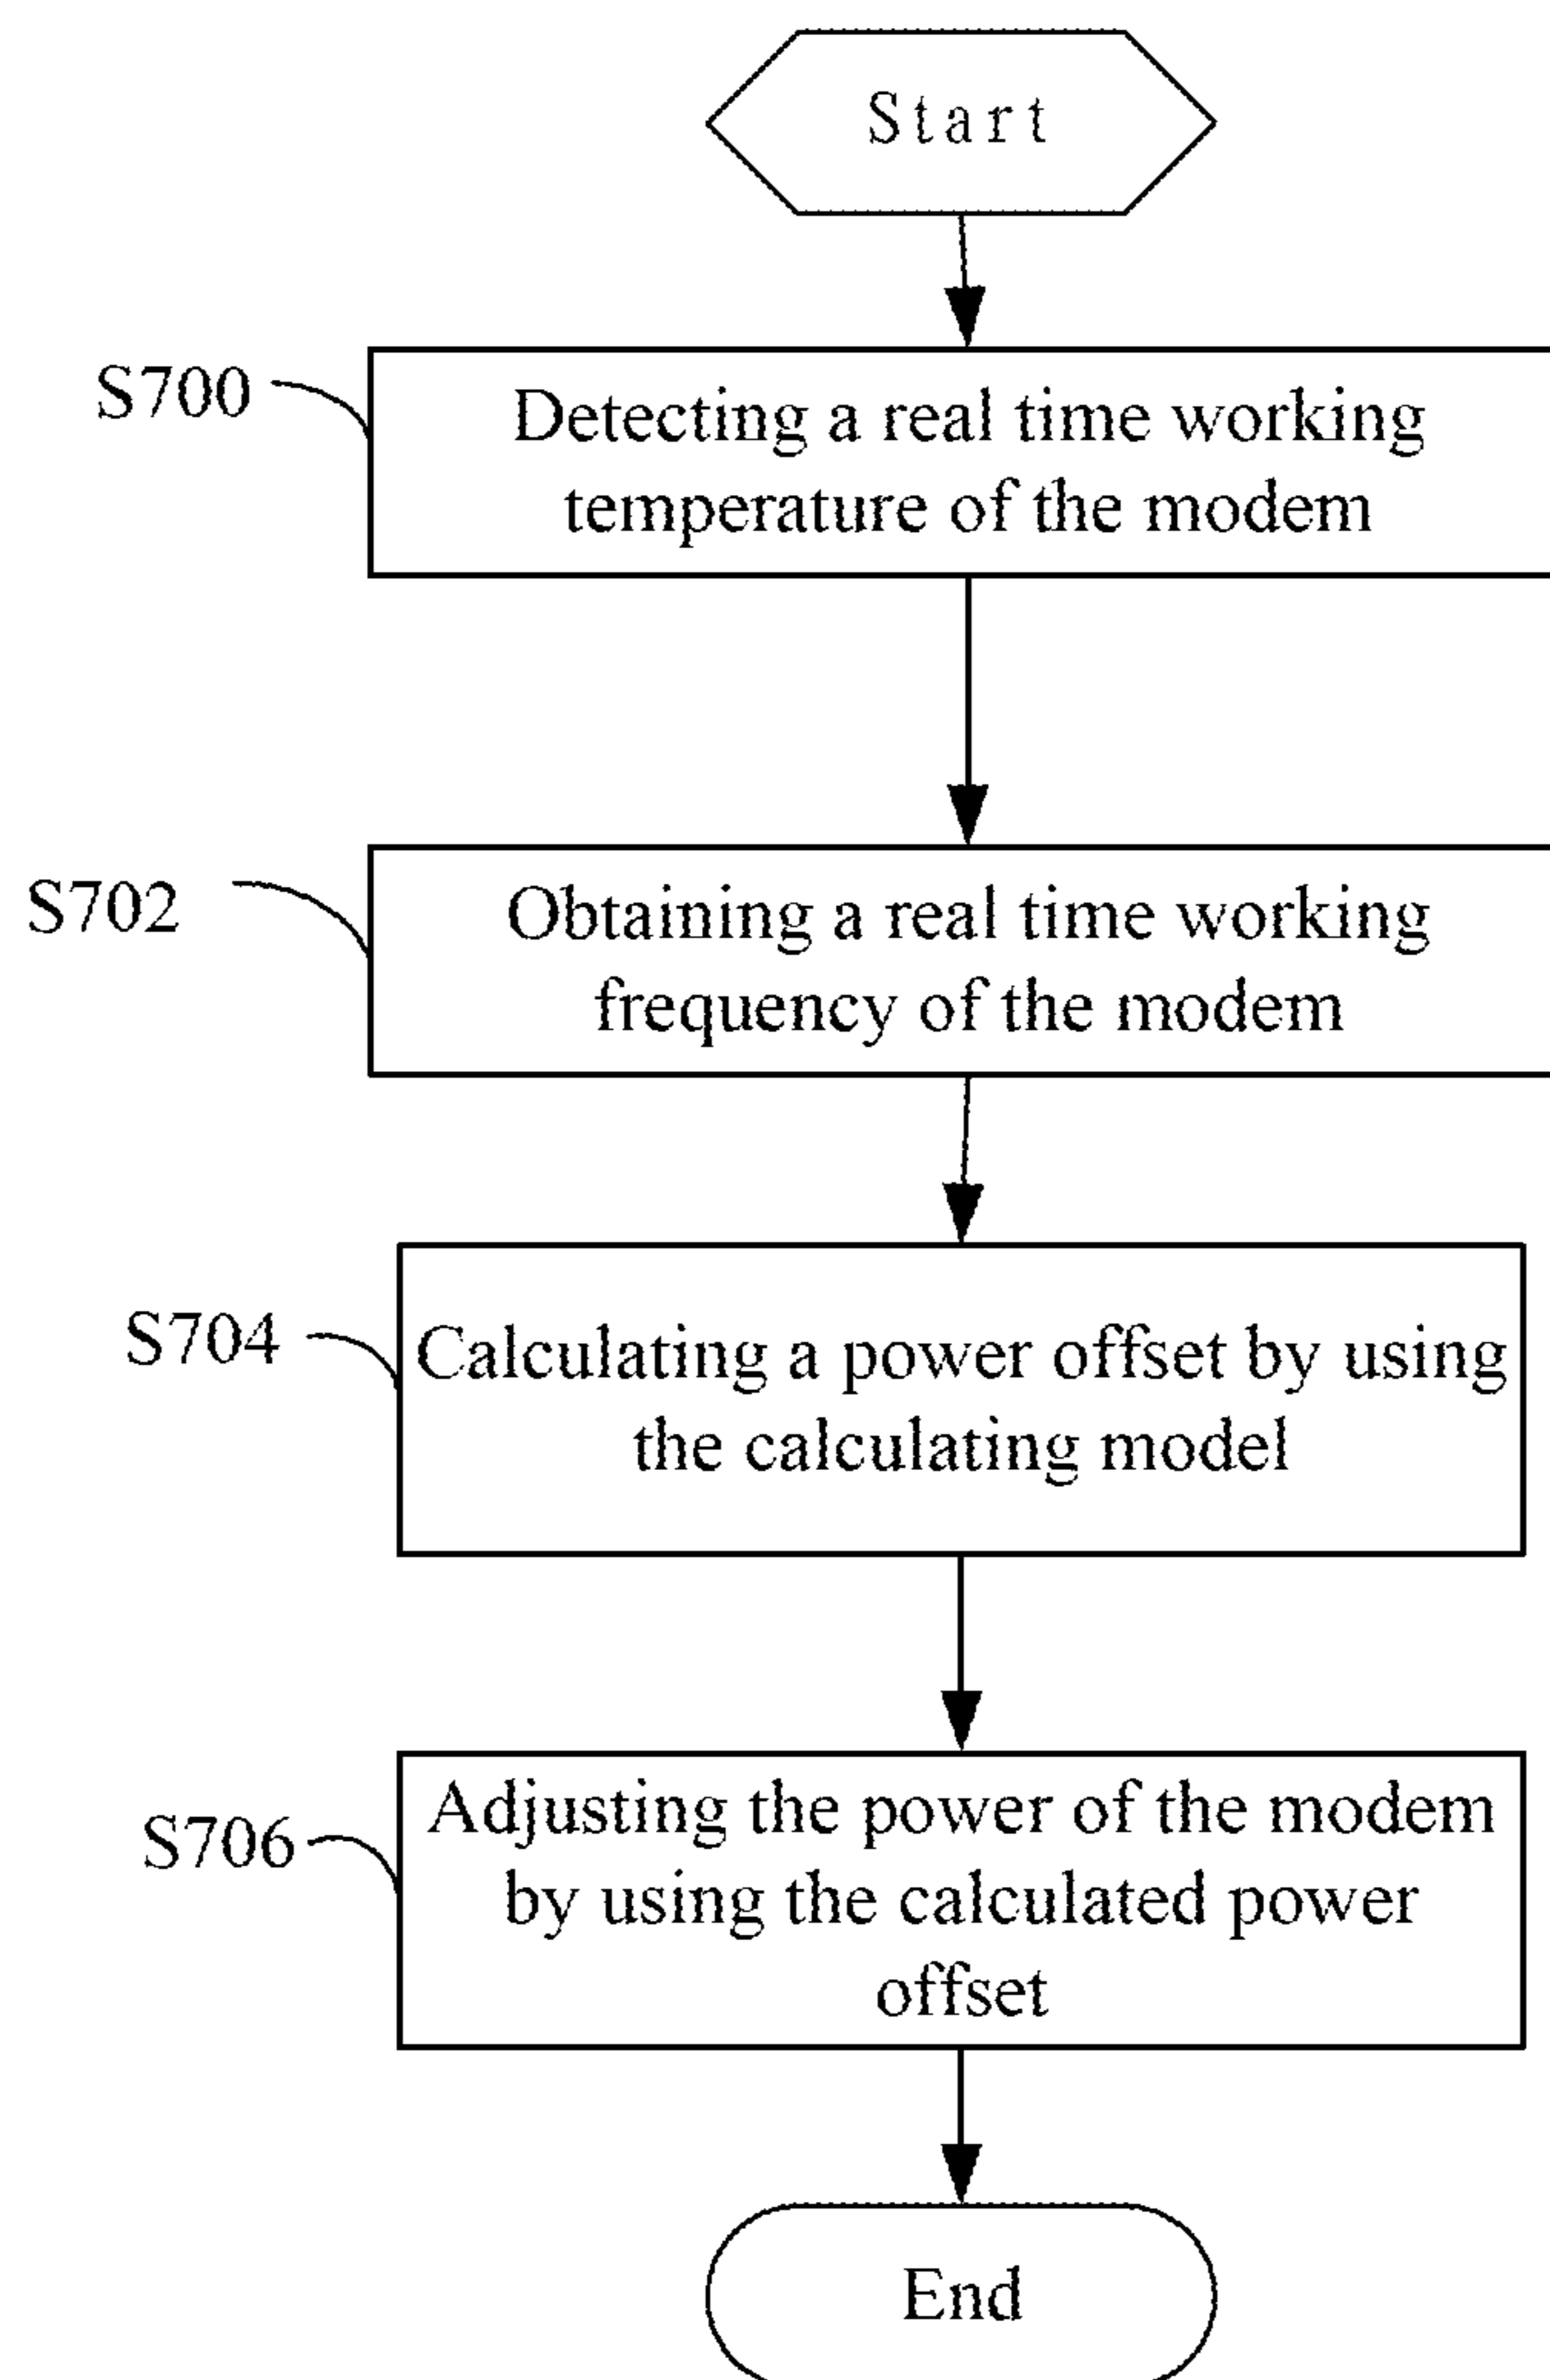 Start
S700
Detecting a real time working
temperature of the modem
S702
Obtaining a real time working
frequency of the modem
S704
Calculating a power offset by using
the calculating model
S706
Adjusting the power of the modem
by using the calculated power
offset
End